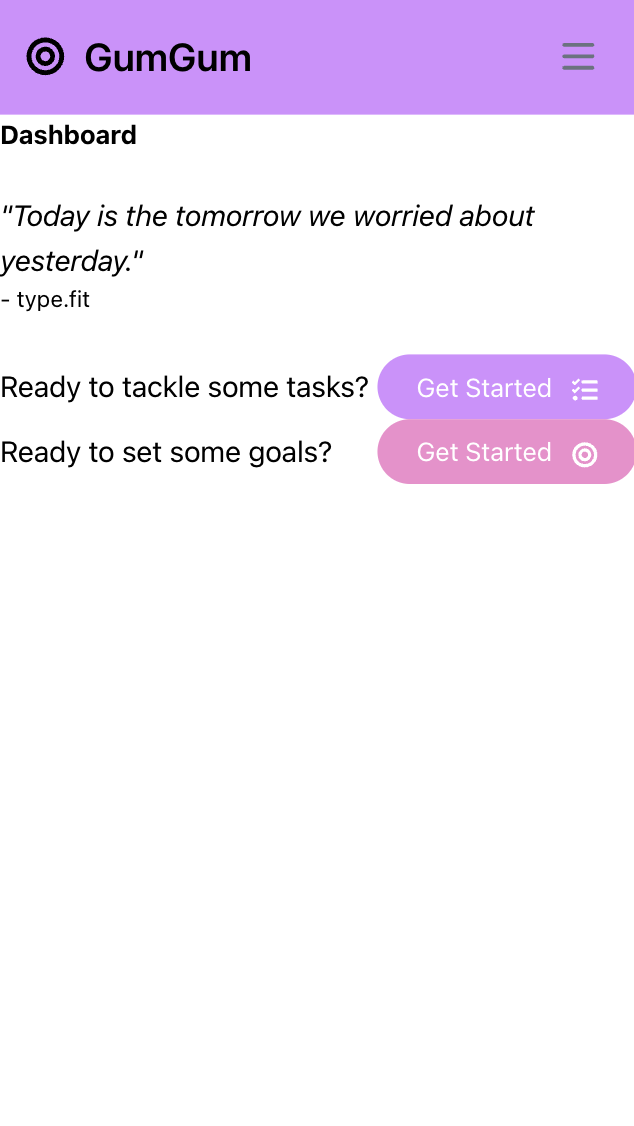 GumGum
Dashboard
"Today is the tomorrow we worried about
yesterday."
- type.fit
Ready to tackle some tasks? Get Started
Ready to set some goals? Get Started